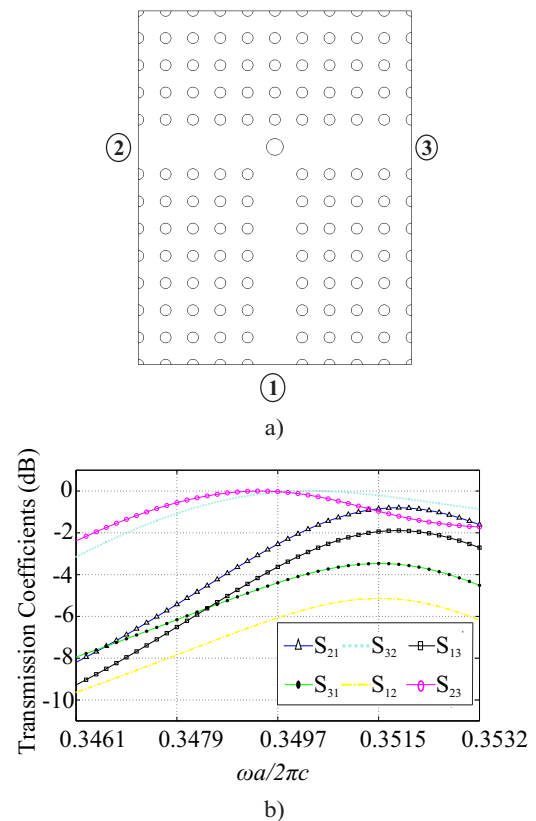 2
3
1
a)
Transmission Coefficients (dB)
0
-2
-4
-6
-8
-10
S21 S32 S13
S31 S12 S23
0.3461 0.3479 0.3497 0.3515 0.3532
ωa/2πc
b)